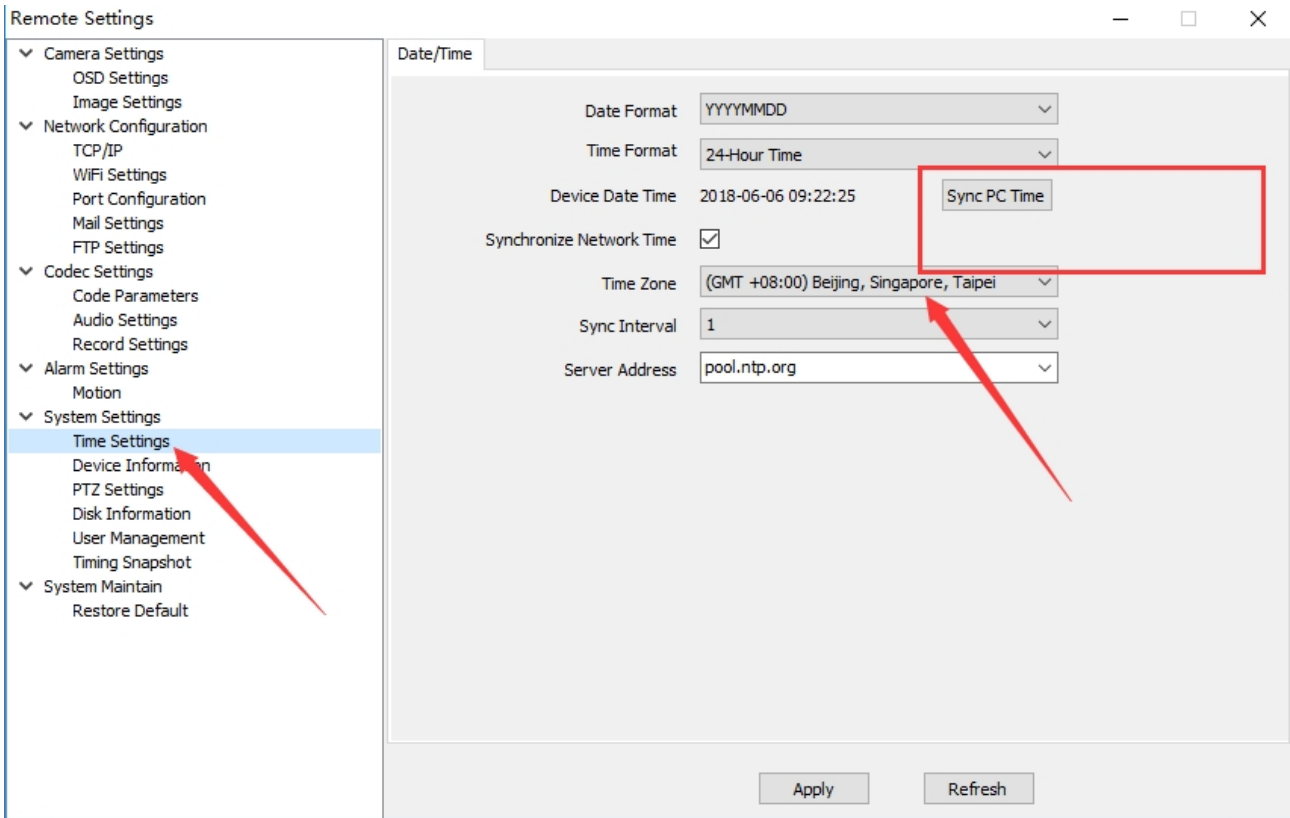 Remote Settings
Camera Settings
OSD Settings
Image Settings
Network Configuration
TCP/IP
WiFi Settings
Port Configuration
Mail Settings
FTP Settings
Codec Settings
Code Parameters
Audio Settings
Record Settings
Alarm Settings
Motion
System Settings
Time Settings
Device Information
PTZ Settings
Disk Information
User Management
Timing Snapshot
System Maintain
Restore Default
Date/Time
Date Format YYYYMMDD
Time Format 24-Hour Time
Device Date Time 2018-06-06 09:22:25 Sync PC Time
Synchronize Network Time
Time Zone (GMT +08:00) Beijing, Singapore, Taipei
Sync Interval 1
Server Address pool.ntp.org
Apply Refresh